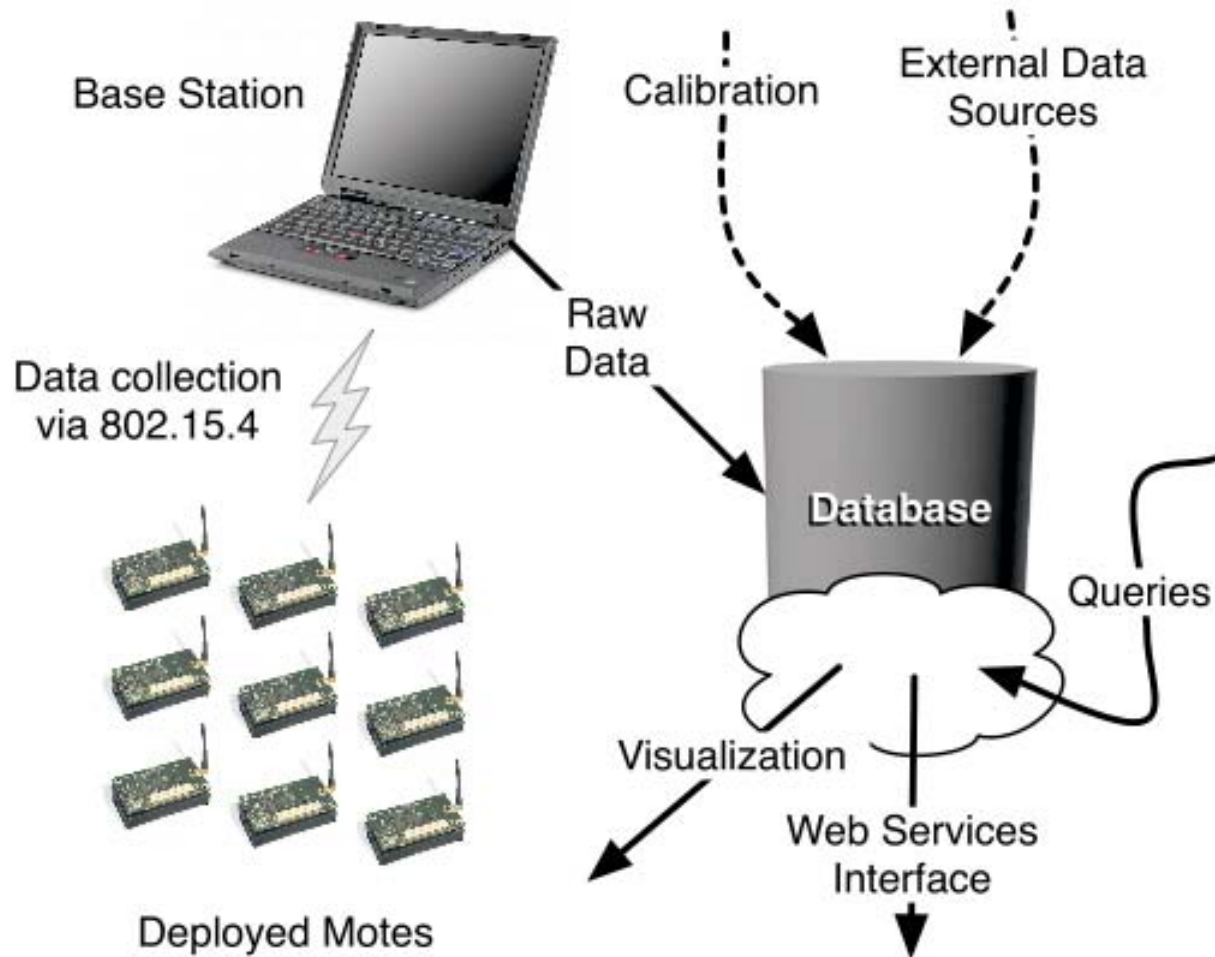 Base Station
Calibration
External Data
Sources
Raw
Data
Data collection
via 802.15.4
Database
Queries
Visualization
Web Services
Interface
Deployed Motes